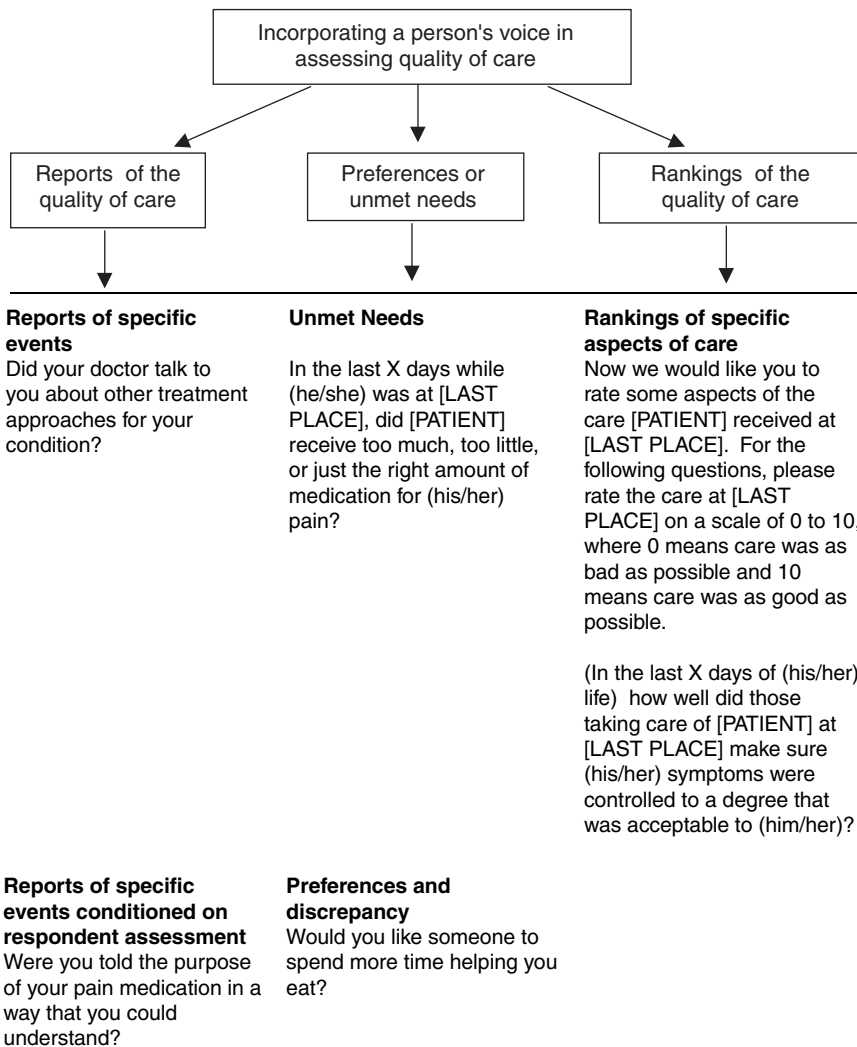 Incorporating a person's voice in
assessing quality of care
Reports of the
quality of care
Preferences or
unmet needs
Rankings of the
quality of care
Reports of specific
events
Did your doctor talk to
you about other treatment
approaches for your
condition?
Unmet Needs
In the last X days while
(he/she) was at [LAST
PLACE], did [PATIENT]
receive too much, too little,
or just the right amount of
medication for (his/her)
pain?
Rankings of specific
aspects of care
Now we would like you to
rate some aspects of the
care [PATIENT] received at
[LAST PLACE]. For the
following questions, please
rate the care at [LAST
PLACE] on a scale of 0 to 10,
where 0 means care was as
bad as possible and 10
means care was as good as
possible.
(In the last X days of (his/her)
life) how well did those
taking care of [PATIENT] at
[LAST PLACE] make sure
(his/her) symptoms were
controlled to a degree that
was acceptable to (him/her)?
Reports of specific
events conditioned on
respondent assessment
Were you told the purpose
of your pain medication in a
way that you could
understand?
Preferences and
discrepancy
Would you like someone to
spend more time helping you
eat?